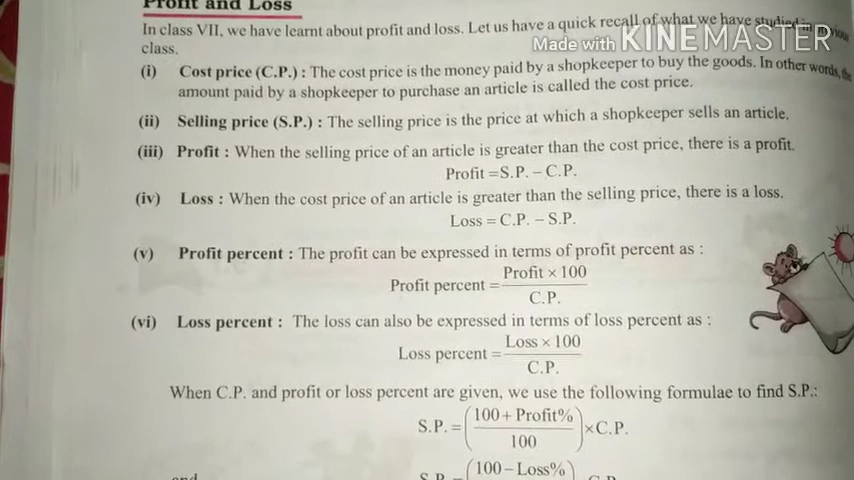 Profit and Loss
In class VII, we have learnt about profit and loss. Let us have a quick recall of what we have studied in previous
class.
Made with KINEMASTER
(i) Cost price (C.P.) : The cost price is the money paid by a shopkeeper to buy the goods. In other words, the
amount paid by a shopkeeper to purchase an article is called the cost price.
(ii) Selling price (S.P.) : The selling price is the price at which a shopkeeper sells an article.
(iii) Profit : When the selling price of an article is greater than the cost price, there is a profit.
Profit =S.P. – C.P.
(iv) Loss : When the cost price of an article is greater than the selling price, there is a loss.
Loss = C.P. – S.P.
(v) Profit percent : The profit can be expressed in terms of profit percent as :
Profit percent = Profit × 100 / C.P.
(vi) Loss percent : The loss can also be expressed in terms of loss percent as :
Loss percent = Loss × 100 / C.P.
When C.P. and profit or loss percent are given, we use the following formulae to find S.P.:
S.P. = (100 + Profit% / 100) × C.P.
and S.P. = (100 – Loss%) C.P.